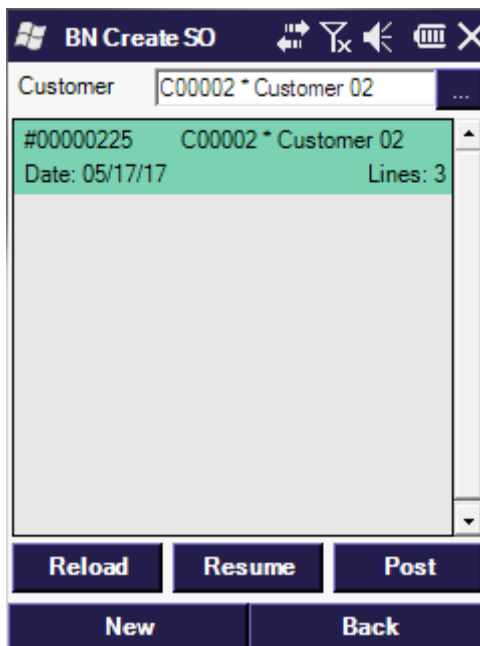 BN Create SO
Customer C00002 * Customer 02 ...
#00000225 C00002 * Customer 02
Date: 05/17/17 Lines: 3
Reload Resume Post
New Back